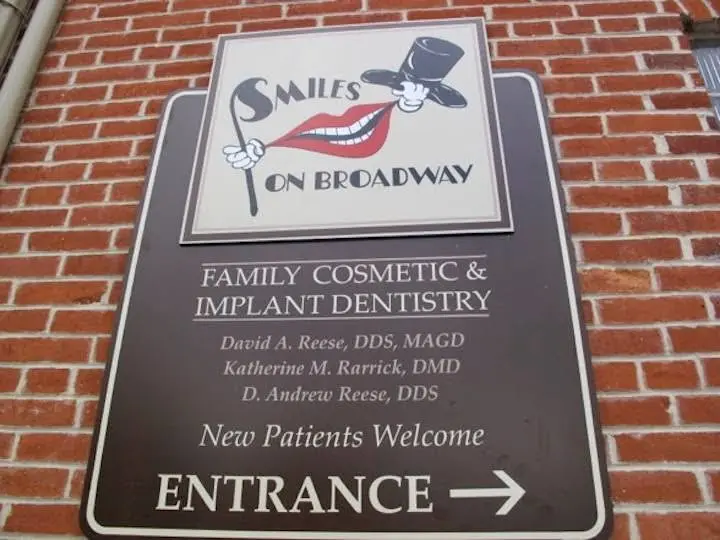 SMILES
ON BROADWAY
FAMILY COSMETIC &
IMPLANT DENTISTRY
David A. Reese, DDS, MAGD
Katherine M. Rarrick, DMD
D. Andrew Reese, DDS
New Patients Welcome
ENTRANCE →